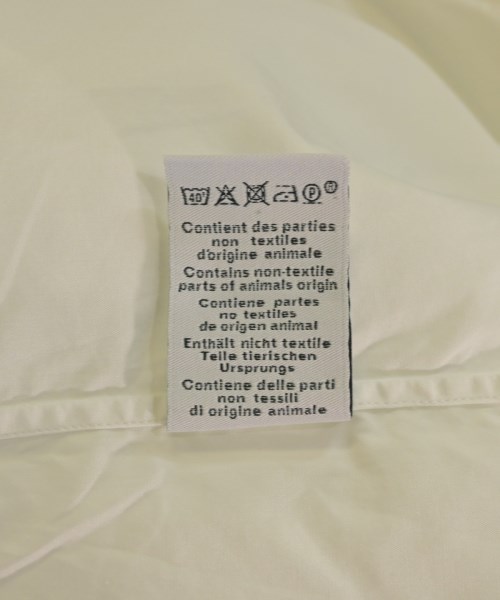 40°
P
Contient des parties
non textiles
d'origine animale
Contains non-textile
parts of animals origin
Contiene partes
no textiles
de origen animal
Enthält nicht textile
Teile tierischen
Ursprungs
Contiene delle parti
non tessili
di origine animale